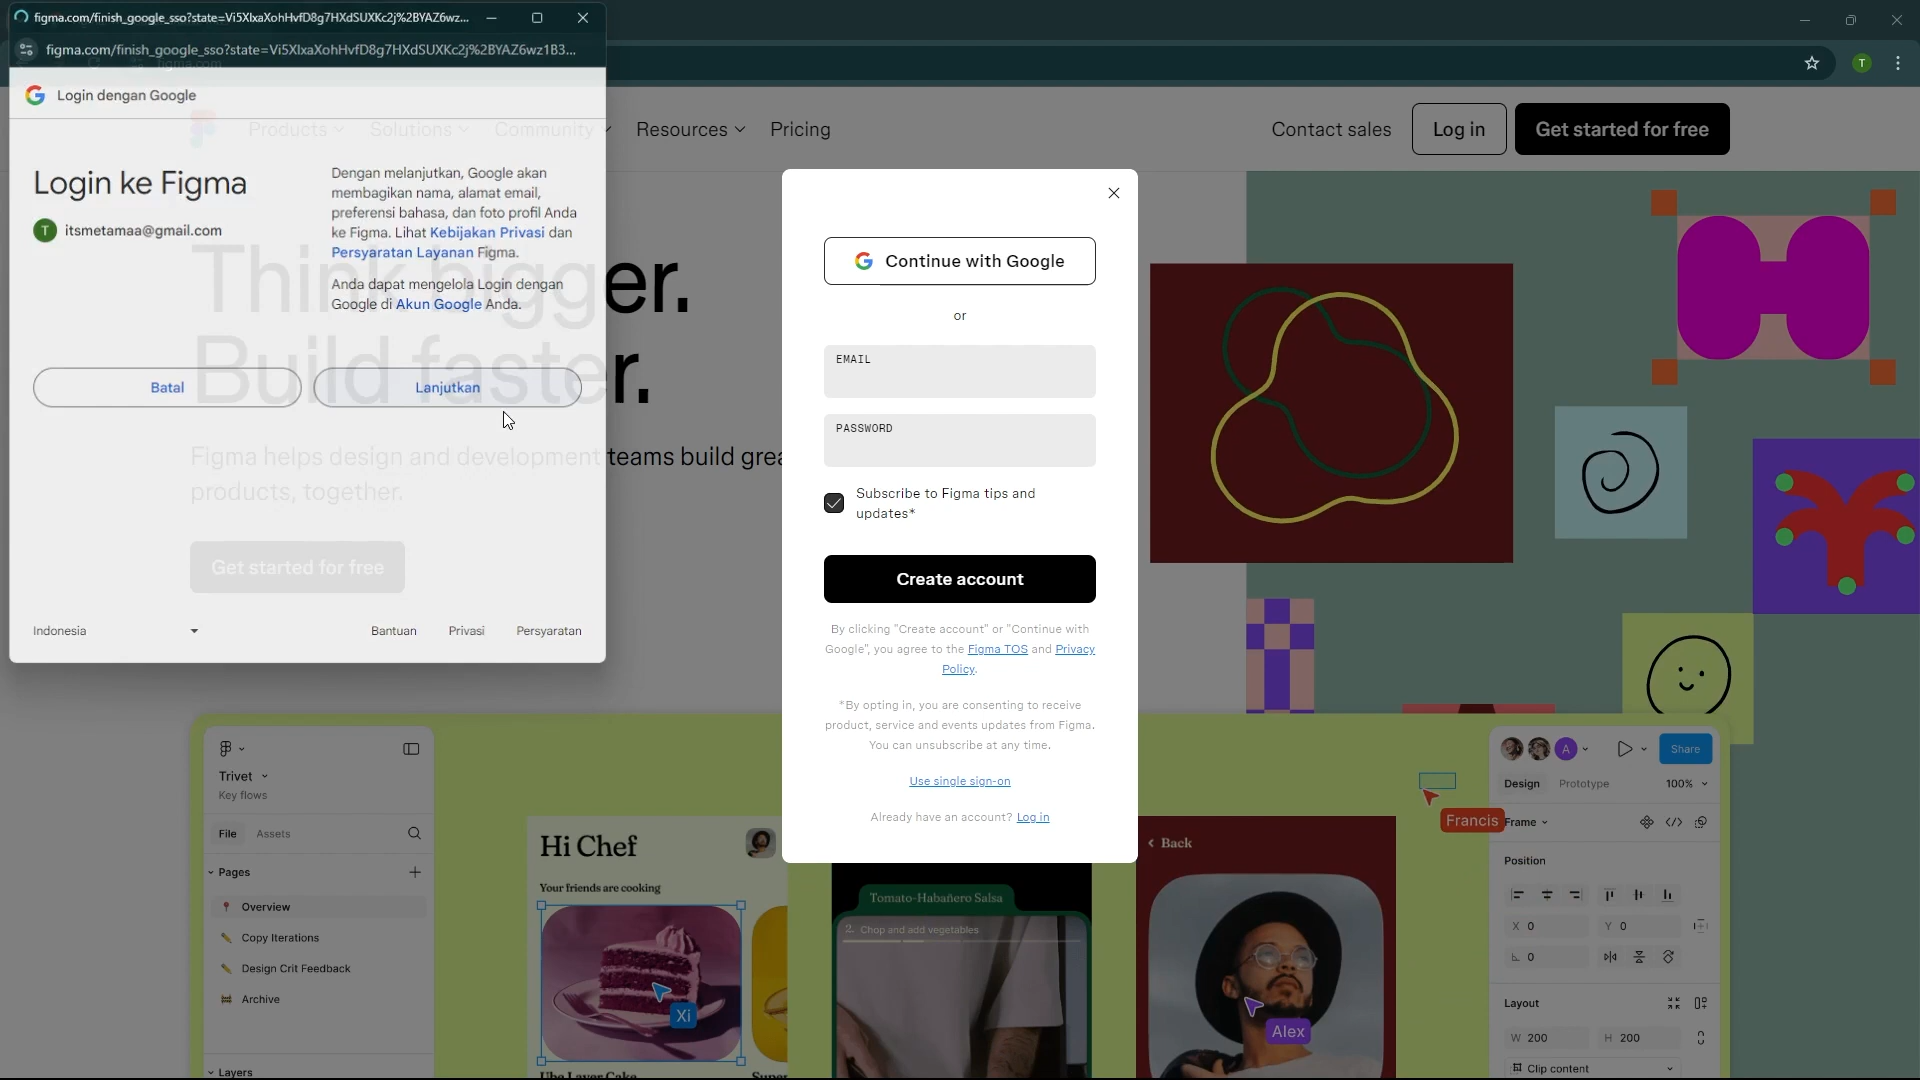 figma.com/finish_google_sso?state=Vi5XlxaXohHvfD8g7HXdSUXKc2j%2BYAZ6wz...
figma.com/finish_google_sso?state=Vi5XlxaXohHvfD8g7HXdSUXKc2j%2BYAZ6wz1B3...
figma.com
T
Login dengan Google
Products
Solutions
Community
Resources
Pricing
Contact sales
Log in
Get started for free
Login ke Figma
T itsmetamaa@gmail.com
Dengan melanjutkan, Google akan
membagikan nama, alamat email,
preferensi bahasa, dan foto profil Anda
ke Figma. Lihat Kebijakan Privasi dan
Persyaratan Layanan Figma.
Anda dapat mengelola Login dengan
Google di Akun Google Anda.
Batal
Lanjutkan
Indonesia
Bantuan
Privasi
Persyaratan
Think bigger.
Build faster.
Figma helps design and development teams build grea
products, together.
Get started for free
Continue with Google
or
EMAIL
PASSWORD
Subscribe to Figma tips and
updates*
Create account
By clicking "Create account" or "Continue with
Google", you agree to the Figma TOS and Privacy
Policy.
*By opting in, you are consenting to receive
product, service and events updates from Figma.
You can unsubscribe at any time.
Use single sign-on
Already have an account? Log in
Trivet
Key flows
File
Assets
Pages
Overview
Copy Iterations
Design Crit Feedback
Archive
Layers
Hi Chef
Your friends are cooking
Xi
Ube Layer Cake
Super
Tomato-Habañero Salsa
2. Chop and add vegetables
Back
Alex
Francis
A
Share
Design
Prototype
100%
Frame
Position
X 0
Y 0
0
Layout
W 200
H 200
Clip content